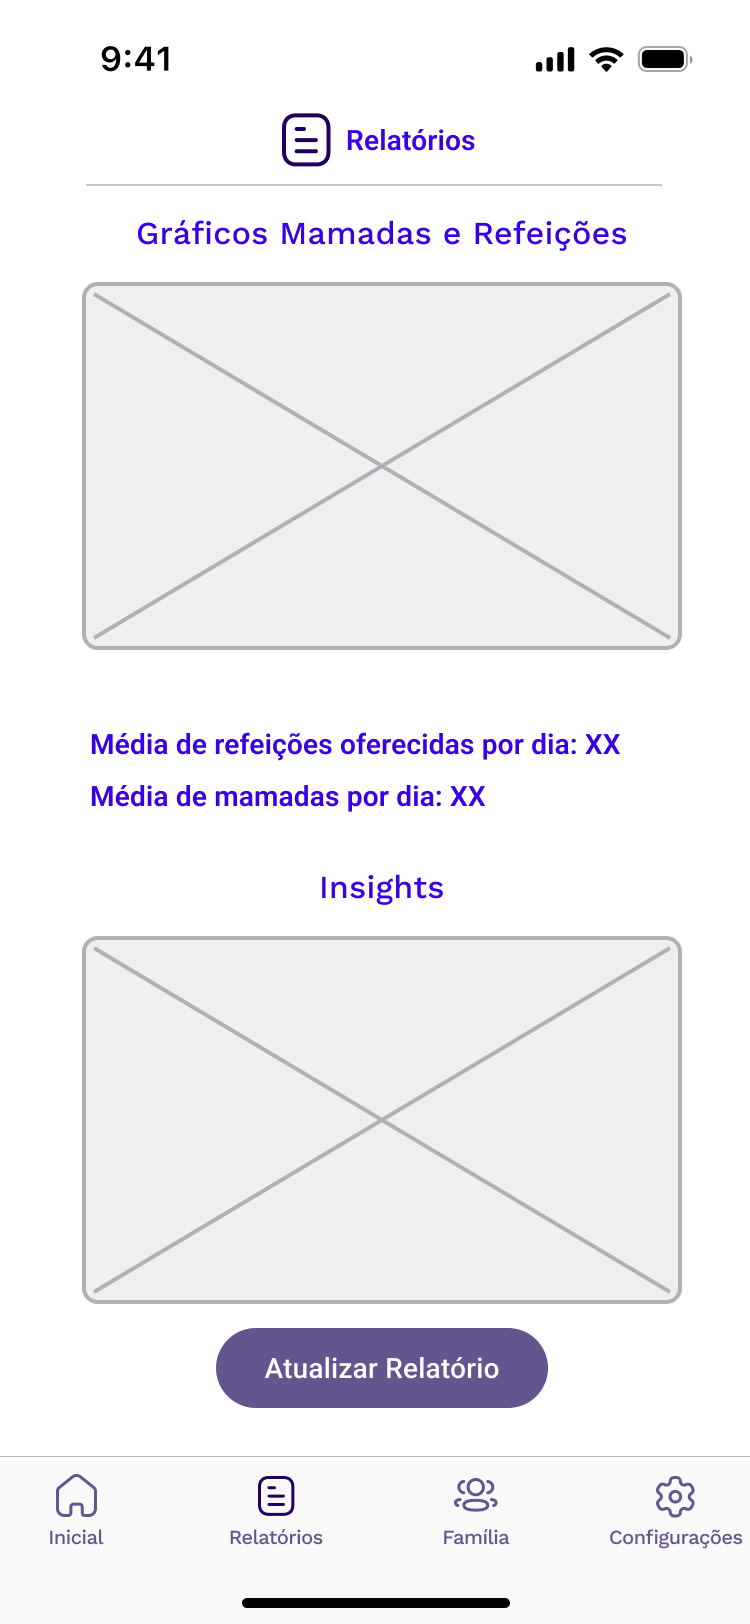 9:41
Relatórios
Gráficos Mamadas e Refeições
Média de refeições oferecidas por dia: XX
Média de mamadas por dia: XX
Insights
Atualizar Relatório
Inicial
Relatórios
Família
Configurações